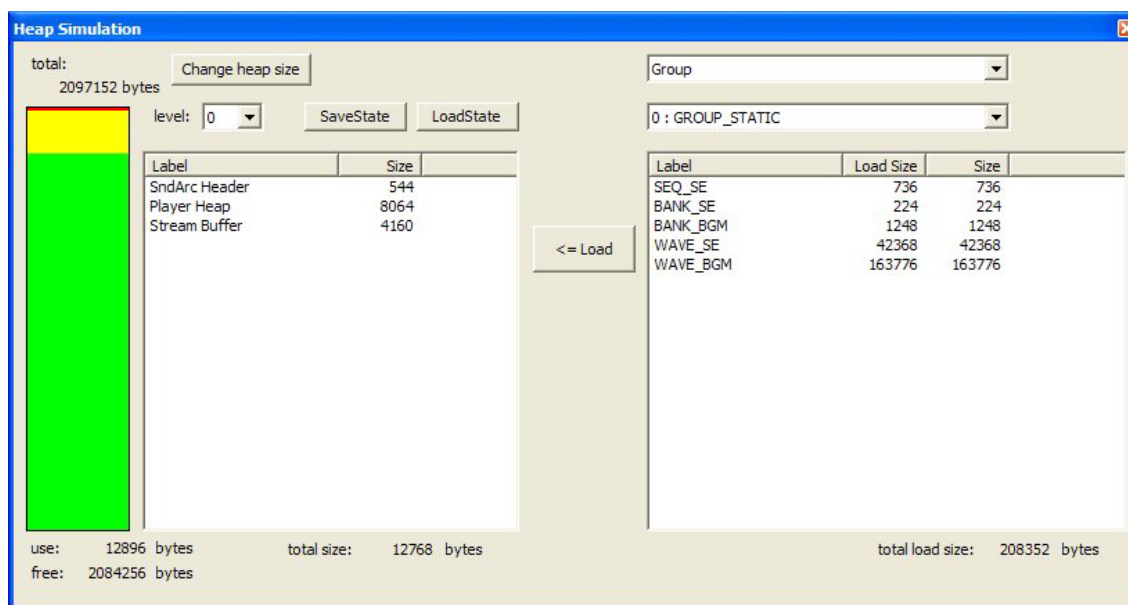 Heap Simulation
total:
2097152 bytes
Change heap size
Group
level: 0 SaveState LoadState
0 : GROUP_STATIC
Label Size
SndArc Header 544
Player Heap 8064
Stream Buffer 4160
<= Load
Label Load Size Size
SEQ_SE 736 736
BANK_SE 224 224
BANK_BGM 1248 1248
WAVE_SE 42368 42368
WAVE_BGM 163776 163776
use: 12896 bytes
total size: 12768 bytes
total load size: 208352 bytes
free: 2084256 bytes